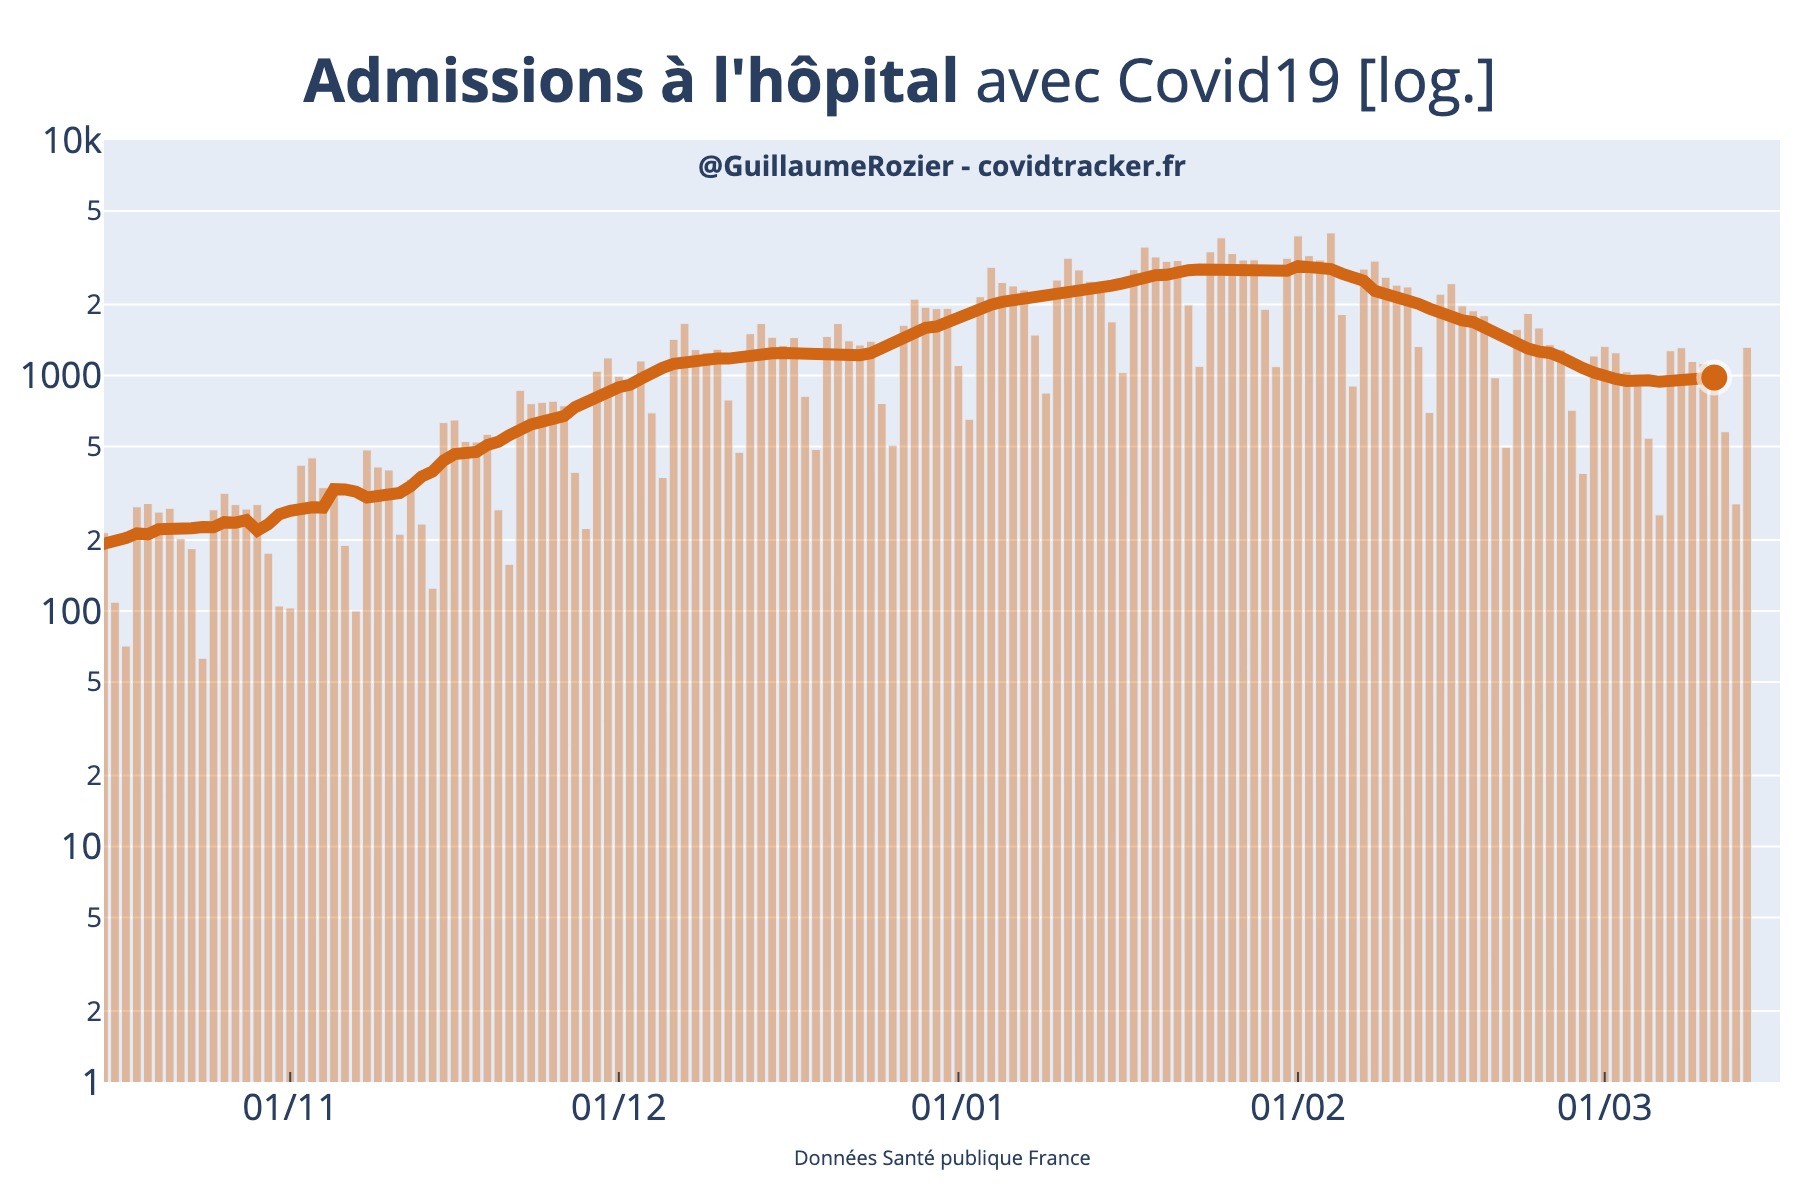 Admissions à l'hôpital avec Covid19 [log.]
@GuillaumeRozier - covidtracker.fr
10k
5
2
1000
5
2
100
5
2
10
5
2
1
01/11 01/12 01/01 01/02 01/03
Données Santé publique France